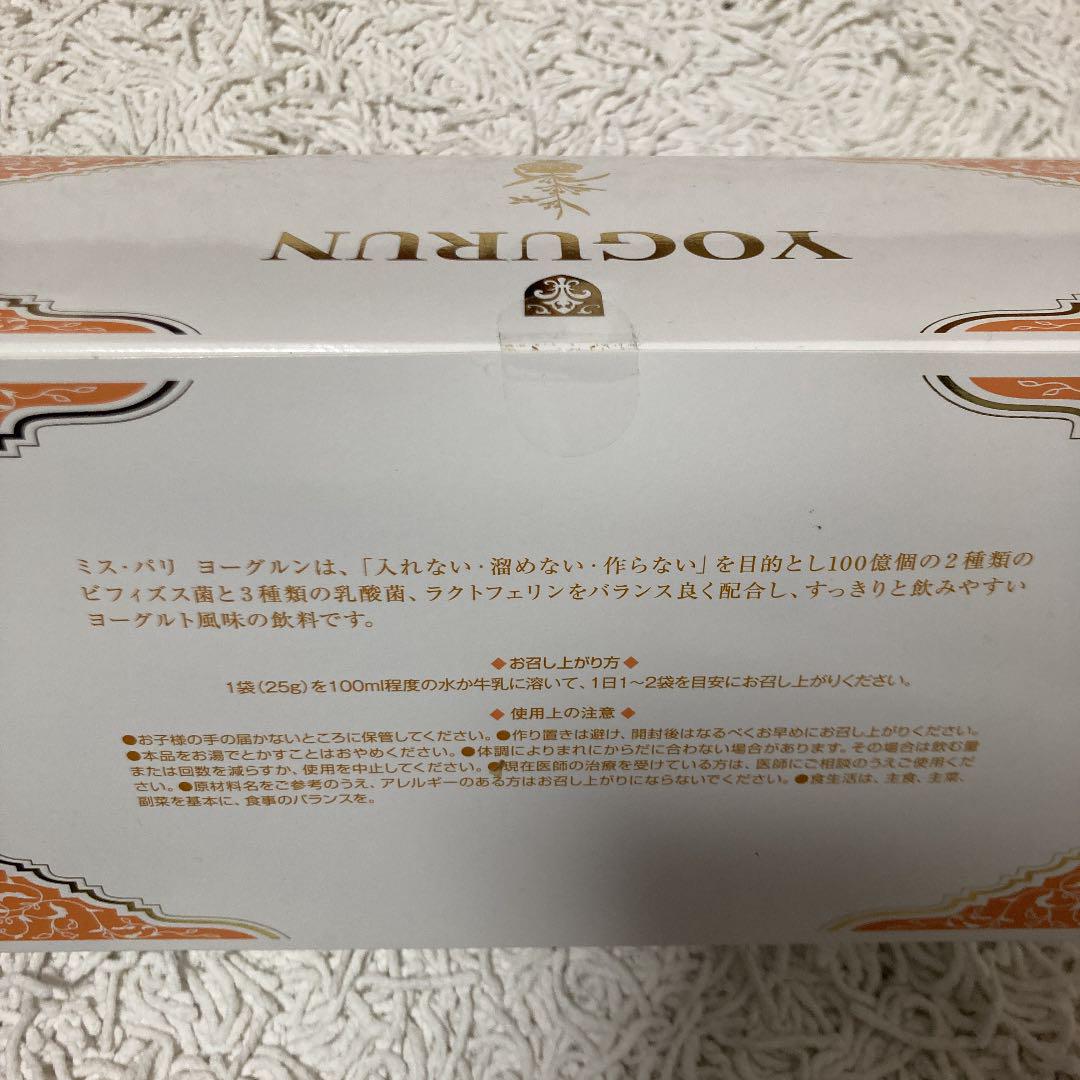 YOGURUN
ミス・パリ ヨーグルンは、「入れない・溜めない・作らない」を目的とし100億個の2種類の
ビフィズス菌と3種類の乳酸菌、ラクトフェリンをバランス良く配合し、すっきりと飲みやすい
ヨーグルト風味の飲料です。
◆お召し上がり方◆
1袋(25g)を100ml程度の水か牛乳に溶いて、1日1〜2袋を目安にお召し上がりください。
◆使用上の注意◆
●お子様の手の届かないところに保管してください。●作り置きは避け、開封後はなるべくお早めにお召し上がりください。
●本品をお湯でとかすことはおやめください。●体調によりまれにからだに合わない場合があります。その場合は飲む量
または回数を減らすか、使用を中止してください。●現在医師の治療を受けている方は、医師にご相談のうえご使用くだ
さい。●原材料名をご参考のうえ、アレルギーのある方はお召し上がりにならないでください。●食生活は、主食、主菜、
副菜を基本に、食事のバランスを。